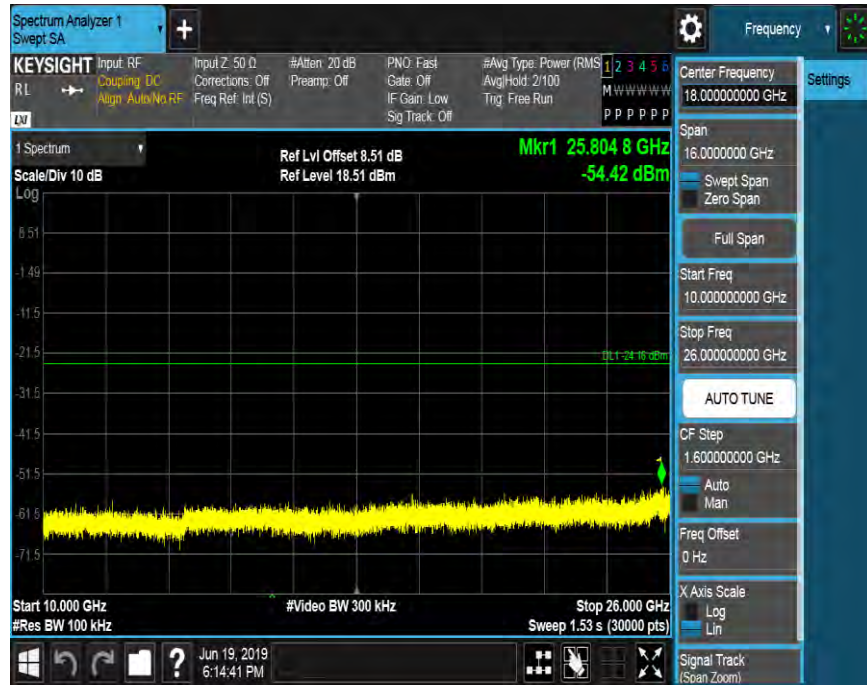 Spectrum Analyzer 1
Swept SA
+
Frequency
KEYSIGHT
RL
LXI
Input: RF
Coupling: DC
Align: Auto/No RF
Input Z: 50 Ω
Corrections: Off
Freq Ref: Int (S)
#Atten: 20 dB
Preamp: Off
PNO: Fast
Gate: Off
IF Gain: Low
Sig Track: Off
#Avg Type: Power (RMS
Avg|Hold: 2/100
Trig: Free Run
1 2 3 4 5 6
M W W W W W
P P P P P P
Center Frequency
18.000000000 GHz
Settings
1 Spectrum
Scale/Div 10 dB
Log
Ref Lvl Offset 8.51 dB
Ref Level 18.51 dBm
Mkr1 25.804 8 GHz
-54.42 dBm
8.51
-1.49
-11.5
-21.5
-31.5
-41.5
-51.5
-61.5
-71.5
DL1 -24.16 dBm
1
Span
16.0000000 GHz
Swept Span
Zero Span
Full Span
Start Freq
10.000000000 GHz
Stop Freq
26.000000000 GHz
AUTO TUNE
CF Step
1.600000000 GHz
Auto
Man
Freq Offset
0 Hz
X Axis Scale
Log
Lin
Signal Track
(Span Zoom)
Start 10.000 GHz
#Res BW 100 kHz
#Video BW 300 kHz
Stop 26.000 GHz
Sweep 1.53 s (30000 pts)
?
Jun 19, 2019
6:14:41 PM